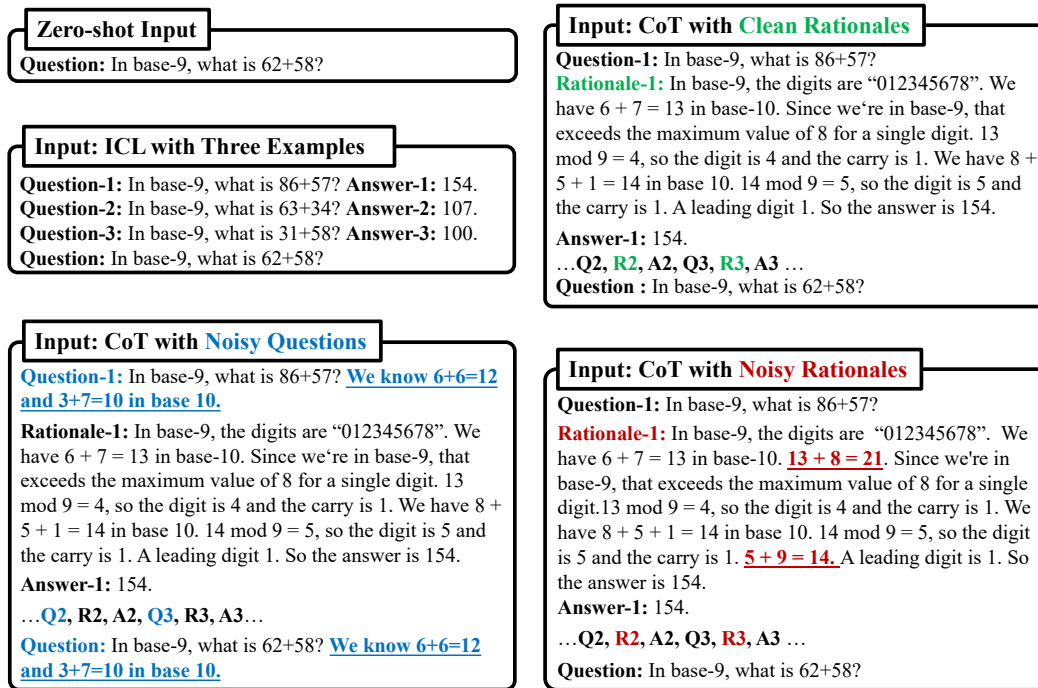 Zero-shot Input
Question: In base-9, what is 62+58?
Input: ICL with Three Examples
Question-1: In base-9, what is 86+57? Answer-1: 154.
Question-2: In base-9, what is 63+34? Answer-2: 107.
Question-3: In base-9, what is 31+58? Answer-3: 100.
Question: In base-9, what is 62+58?
Input: CoT with Noisy Questions
Question-1: In base-9, what is 86+57? We know 6+6=12
and 3+7=10 in base 10.
Rationale-1: In base-9, the digits are “012345678”. We
have 6 + 7 = 13 in base-10. Since we‘re in base-9, that
exceeds the maximum value of 8 for a single digit. 13
mod 9 = 4, so the digit is 4 and the carry is 1. We have 8 +
5 + 1 = 14 in base 10. 14 mod 9 = 5, so the digit is 5 and
the carry is 1. A leading digit 1. So the answer is 154.
Answer-1: 154.
…Q2, R2, A2, Q3, R3, A3…
Question: In base-9, what is 62+58? We know 6+6=12
and 3+7=10 in base 10.
Input: CoT with Clean Rationales
Question-1: In base-9, what is 86+57?
Rationale-1: In base-9, the digits are “012345678”. We
have 6 + 7 = 13 in base-10. Since we‘re in base-9, that
exceeds the maximum value of 8 for a single digit. 13
mod 9 = 4, so the digit is 4 and the carry is 1. We have 8 +
5 + 1 = 14 in base 10. 14 mod 9 = 5, so the digit is 5 and
the carry is 1. A leading digit 1. So the answer is 154.
Answer-1: 154.
…Q2, R2, A2, Q3, R3, A3 …
Question : In base-9, what is 62+58?
Input: CoT with Noisy Rationales
Question-1: In base-9, what is 86+57?
Rationale-1: In base-9, the digits are “012345678”. We
have 6 + 7 = 13 in base-10. 13 + 8 = 21. Since we're in
base-9, that exceeds the maximum value of 8 for a single
digit.13 mod 9 = 4, so the digit is 4 and the carry is 1. We
have 8 + 5 + 1 = 14 in base 10. 14 mod 9 = 5, so the digit
is 5 and the carry is 1. 5 + 9 = 14. A leading digit is 1. So
the answer is 154.
Answer-1: 154.
…Q2, R2, A2, Q3, R3, A3 …
Question: In base-9, what is 62+58?